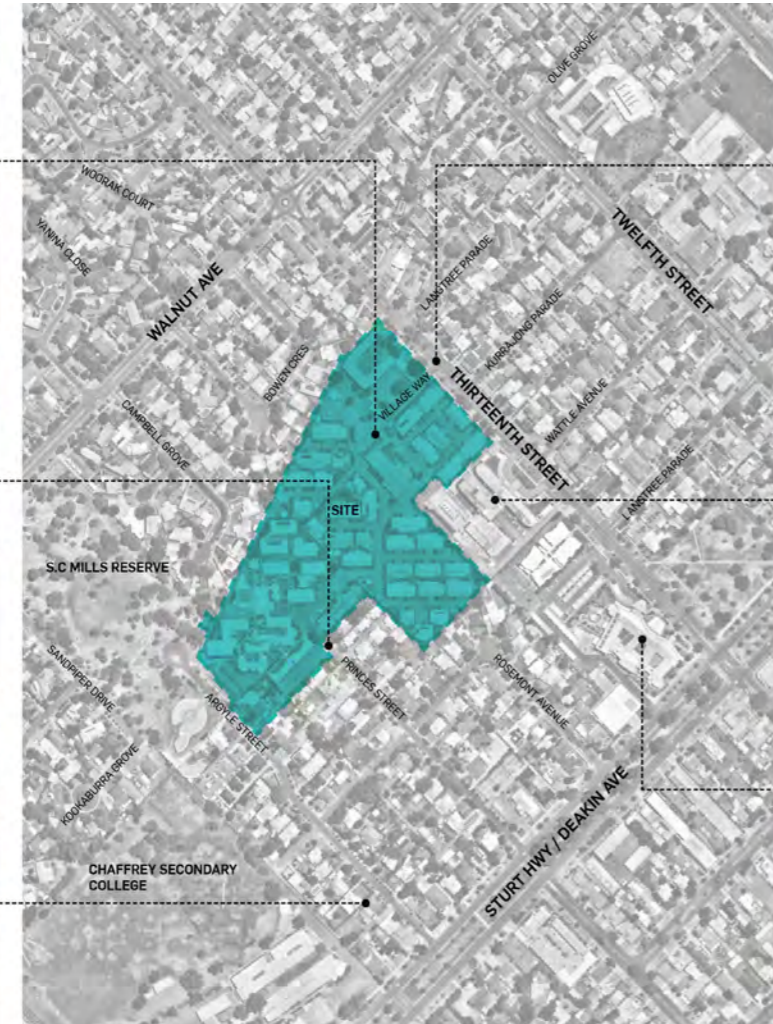 OLIVE GROVE
WOORAK COURT
YANINA CLOSE
WALNUT AVE
TWELFTH STREET
LANGTREE PARADE
KURRAJONG PARADE
BOWEN CRES
VILLAGE WAY
THIRTEENTH STREET
WATTLE AVENUE
CAMPBELL GROVE
LANGTREE PARADE
SITE
S.C MILLS RESERVE
SANDPIPER DRIVE
PRINCES STREET
ROSEMONT AVENUE
ARGYLE STREET
KOOKABURRA GROVE
STURT HWY / DEAKIN AVE
CHAFFREY SECONDARY
COLLEGE